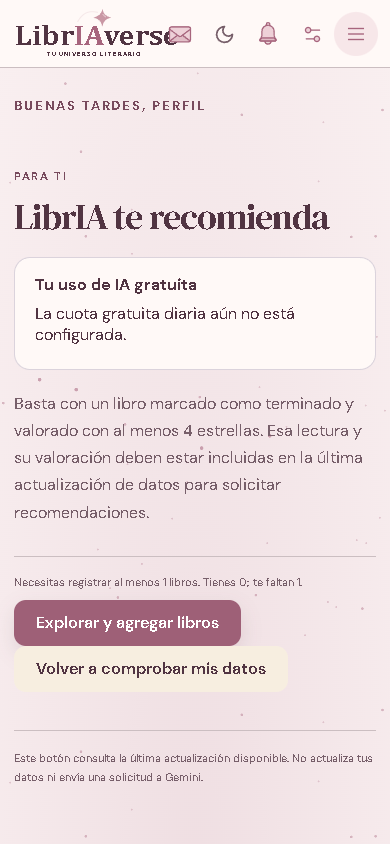 LibrIAverse
TU UNIVERSO LITERARIO
BUENAS TARDES, PERFIL
PARA TI
LibrIA te recomienda
Tu uso de IA gratuita
La cuota gratuita diaria aún no está
configurada.
Basta con un libro marcado como terminado y
valorado con al menos 4 estrellas. Esa lectura y
su valoración deben estar incluidas en la última
actualización de datos para solicitar
recomendaciones.
Necesitas registrar al menos 1 libros. Tienes 0; te faltan 1.
Explorar y agregar libros
Volver a comprobar mis datos
Este botón consulta la última actualización disponible. No actualiza tus
datos ni envía una solicitud a Gemini.